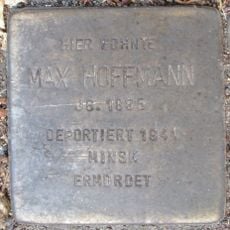 HIER WOHNTE
MAX HOFFMANN
JG. 1885
DEPORTIERT 1941
MINSK
ERMORDET